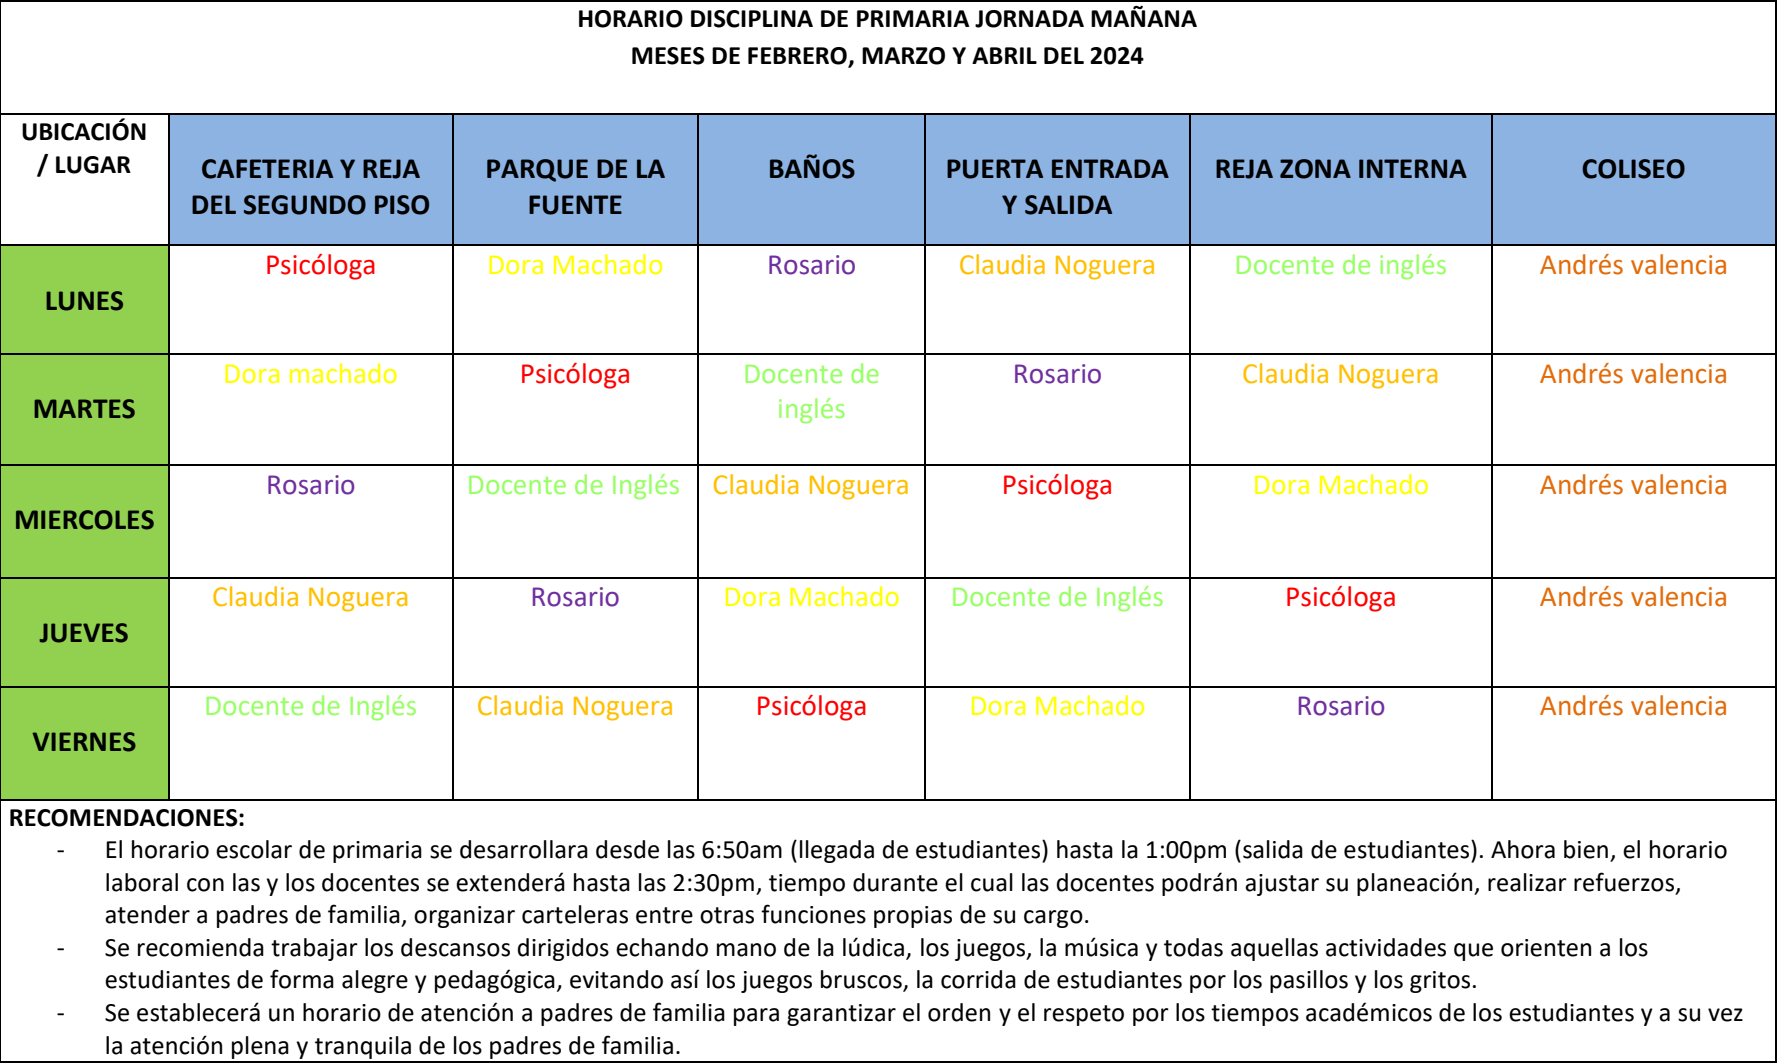 HORARIO DISCIPLINA DE PRIMARIA JORNADA MAÑANA
MESES DE FEBRERO, MARZO Y ABRIL DEL 2024
UBICACIÓN
/ LUGAR
CAFETERIA Y REJA
DEL SEGUNDO PISO
PARQUE DE LA
FUENTE
BAÑOS
PUERTA ENTRADA
Y SALIDA
REJA ZONA INTERNA
COLISEO
LUNES
Psicóloga
Dora Machado
Rosario
Claudia Noguera
Docente de inglés
Andrés valencia
MARTES
Dora machado
Psicóloga
Docente de
inglés
Rosario
Claudia Noguera
Andrés valencia
MIERCOLES
Rosario
Docente de Inglés
Claudia Noguera
Psicóloga
Dora Machado
Andrés valencia
JUEVES
Claudia Noguera
Rosario
Dora Machado
Docente de Inglés
Psicóloga
Andrés valencia
VIERNES
Docente de Inglés
Claudia Noguera
Psicóloga
Dora Machado
Rosario
Andrés valencia
RECOMENDACIONES:
- El horario escolar de primaria se desarrollara desde las 6:50am (llegada de estudiantes) hasta la 1:00pm (salida de estudiantes). Ahora bien, el horario
laboral con las y los docentes se extenderá hasta las 2:30pm, tiempo durante el cual las docentes podrán ajustar su planeación, realizar refuerzos,
atender a padres de familia, organizar carteleras entre otras funciones propias de su cargo.
- Se recomienda trabajar los descansos dirigidos echando mano de la lúdica, los juegos, la música y todas aquellas actividades que orienten a los
estudiantes de forma alegre y pedagógica, evitando así los juegos bruscos, la corrida de estudiantes por los pasillos y los gritos.
- Se establecerá un horario de atención a padres de familia para garantizar el orden y el respeto por los tiempos académicos de los estudiantes y a su vez
la atención plena y tranquila de los padres de familia.